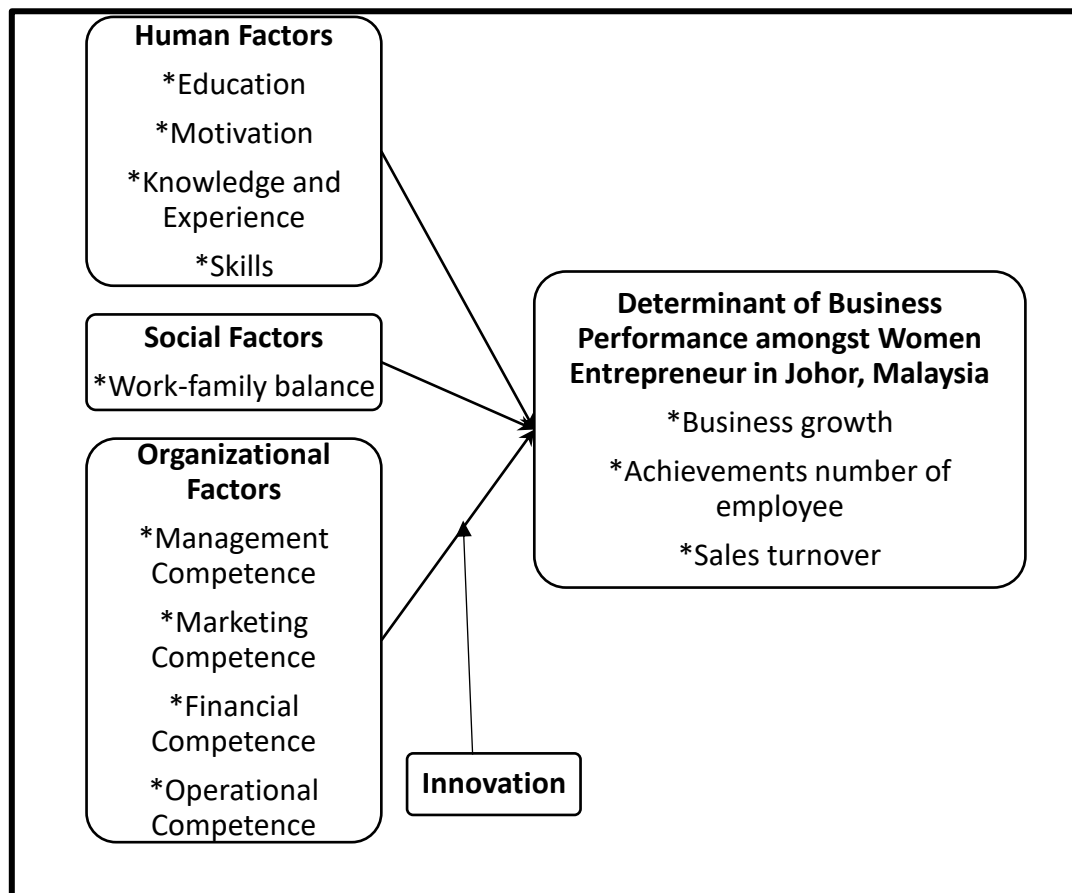 Human Factors
*Education
*Motivation
*Knowledge and
Experience
*Skills
Social Factors
*Work-family balance
Organizational
Factors
*Management
Competence
*Marketing
Competence
*Financial
Competence
*Operational
Competence
Innovation
Determinant of Business
Performance amongst Women
Entrepreneur in Johor, Malaysia
*Business growth
*Achievements number of
employee
*Sales turnover